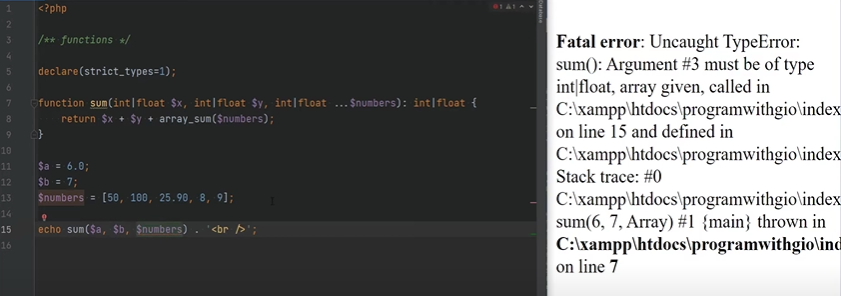 1 <?php
2
3 /** functions */
4
5 declare(strict_types=1);
6
7 function sum(int|float $x, int|float $y, int|float ...$numbers): int|float {
8 return $x + $y + array_sum($numbers);
9 }
10
11 $a = 6.0;
12 $b = 7;
13 $numbers = [50, 100, 25.90, 8, 9];
14
15 echo sum($a, $b, $numbers) . '<br />';
16
1 1
Fatal error: Uncaught TypeError:
sum(): Argument #3 must be of type
int|float, array given, called in
C:\xampp\htdocs\programwithgio\index
on line 15 and defined in
C:\xampp\htdocs\programwithgio\index
Stack trace: #0
C:\xampp\htdocs\programwithgio\index
sum(6, 7, Array) #1 {main} thrown in
C:\xampp\htdocs\programwithgio\ind
on line 7